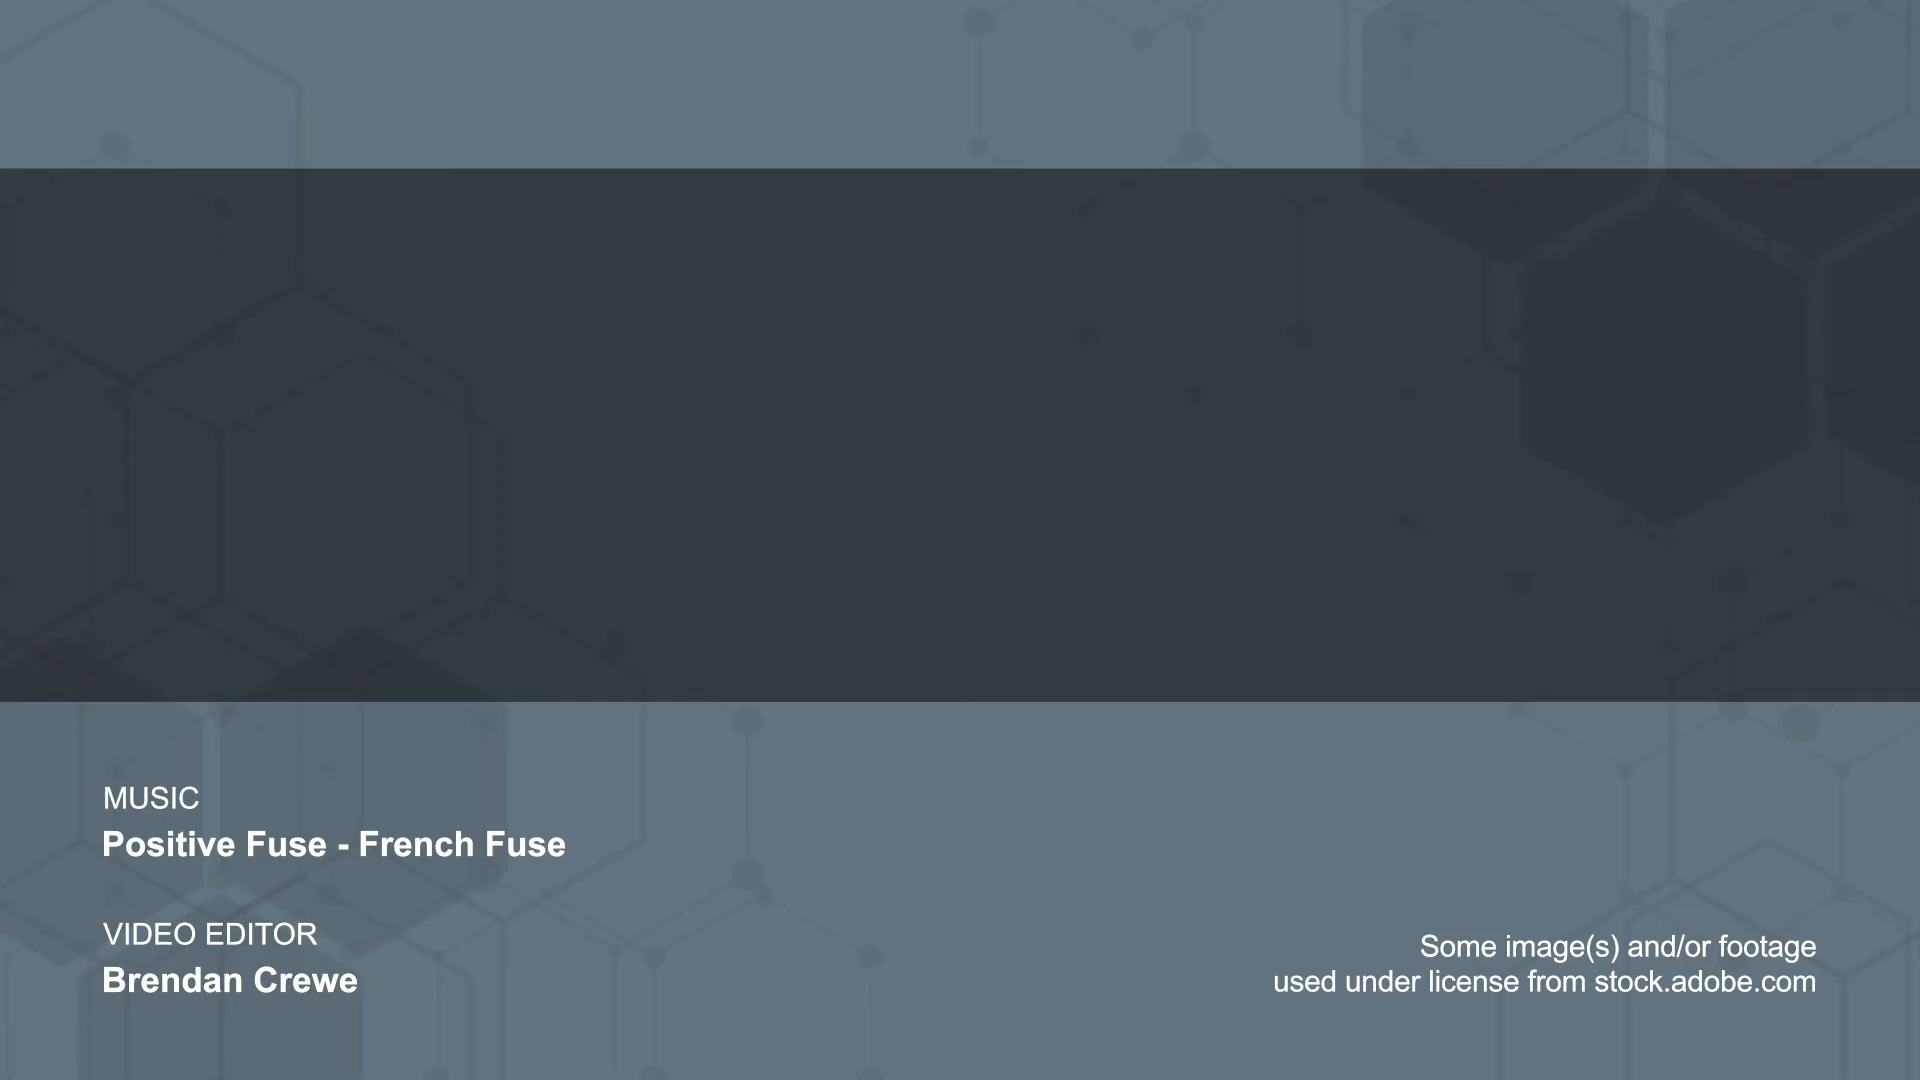 MUSIC
Positive Fuse - French Fuse
VIDEO EDITOR
Brendan Crewe
Some image(s) and/or footage
used under license from stock.adobe.com